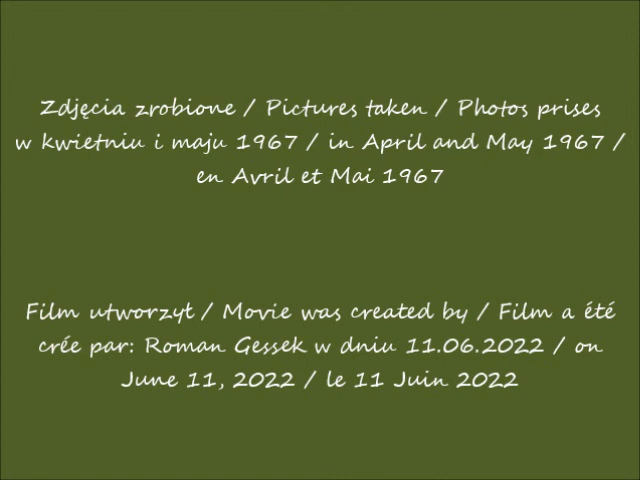 Zdjęcia zrobione / Pictures taken / Photos prises
w kwietniu i maju 1967 / in April and May 1967 /
en Avril et Mai 1967
Film utworzył / Movie was created by / Film a été
crée par: Roman Gessek w dniu 11.06.2022 / on
June 11, 2022 / le 11 Juin 2022